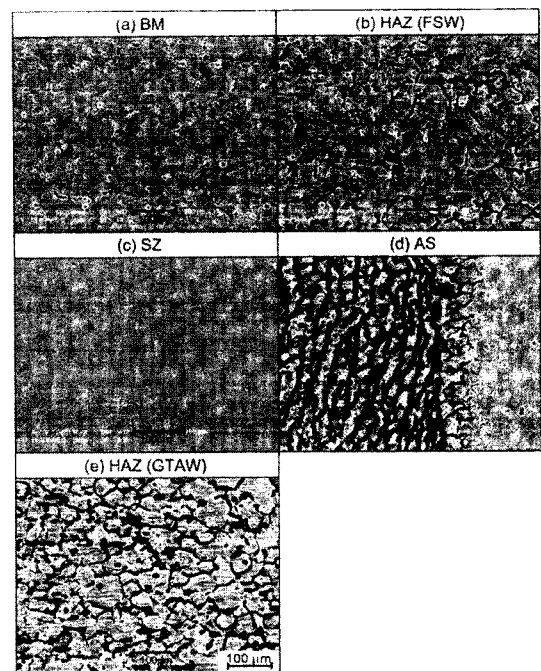 (a) BM
(b) HAZ (FSW)
(c) SZ
(d) AS
(e) HAZ (GTAW)
100 μm